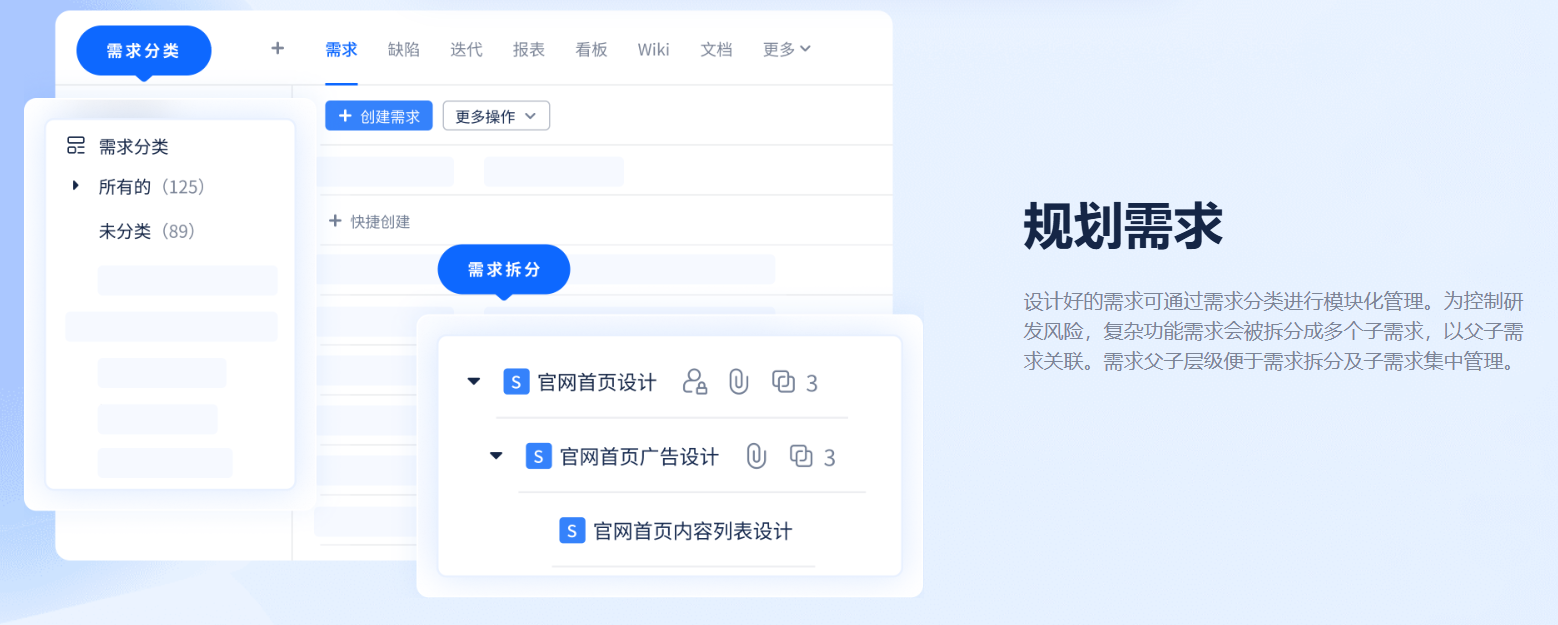 需求分类
需求 缺陷 迭代 报表 看板 Wiki 文档 更多
创建需求 更多操作
需求分类
所有的（125）
未分类（89）
快捷创建
需求拆分
S 官网首页设计 3
S 官网首页广告设计 3
S 官网首页内容列表设计
规划需求
设计好的需求可通过需求分类进行模块化管理。为控制研
发风险，复杂功能需求会被拆分成多个子需求，以父子需
求关联。需求父子层级便于需求拆分及子需求集中管理。